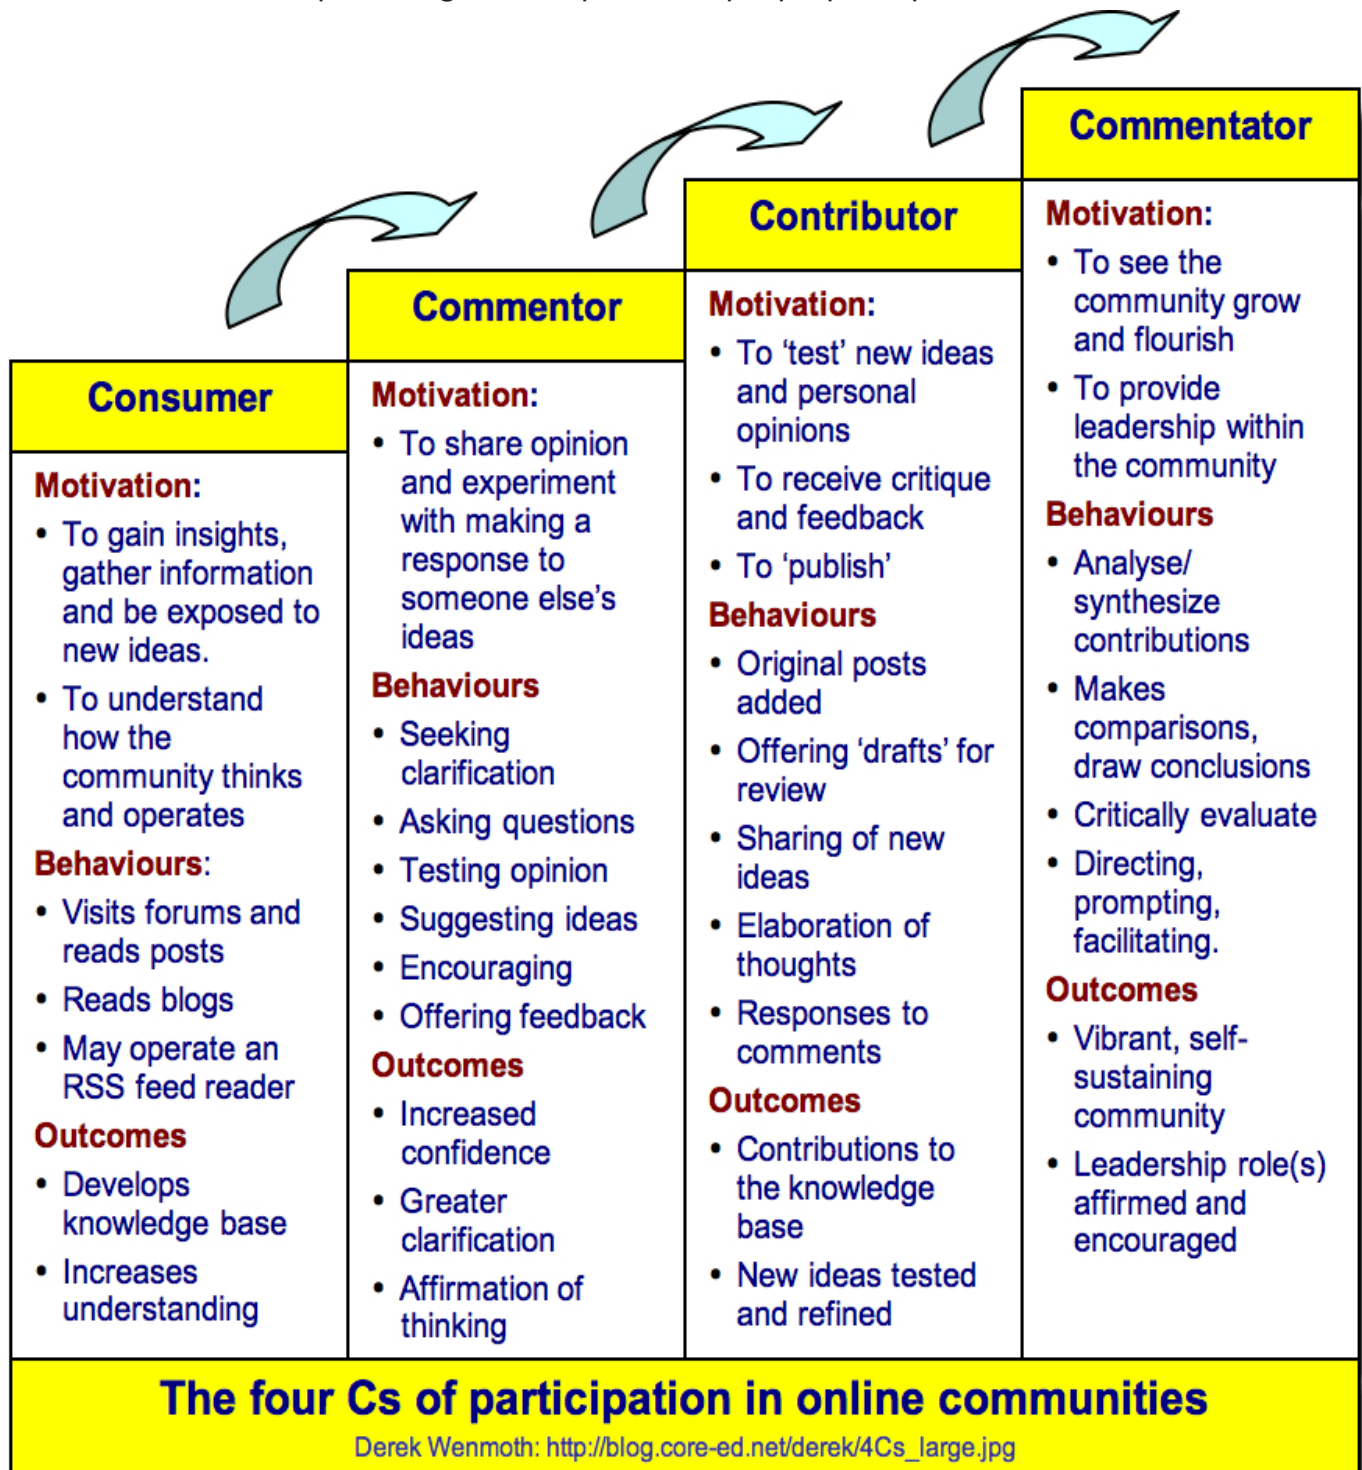 Consumer
Motivation:
• To gain insights,
gather information
and be exposed to
new ideas.
• To understand
how the
community thinks
and operates
Behaviours:
• Visits forums and
reads posts
• Reads blogs
• May operate an
RSS feed reader
Outcomes
• Develops
knowledge base
• Increases
understanding
Commentor
Motivation:
• To share opinion
and experiment
with making a
response to
someone else’s
ideas
Behaviours
• Seeking
clarification
• Asking questions
• Testing opinion
• Suggesting ideas
• Encouraging
• Offering feedback
Outcomes
• Increased
confidence
• Greater
clarification
• Affirmation of
thinking
Contributor
Motivation:
• To ‘test’ new ideas
and personal
opinions
• To receive critique
and feedback
• To ‘publish’
Behaviours
• Original posts
added
• Offering ‘drafts’ for
review
• Sharing of new
ideas
• Elaboration of
thoughts
• Responses to
comments
Outcomes
• Contributions to
the knowledge
base
• New ideas tested
and refined
Commentator
Motivation:
• To see the
community grow
and flourish
• To provide
leadership within
the community
Behaviours
• Analyse/
synthesize
contributions
• Makes
comparisons,
draw conclusions
• Critically evaluate
• Directing,
prompting,
facilitating.
Outcomes
• Vibrant, self-
sustaining
community
• Leadership role(s)
affirmed and
encouraged
The four Cs of participation in online communities
Derek Wenmoth: http://blog.core-ed.net/derek/4Cs_large.jpg